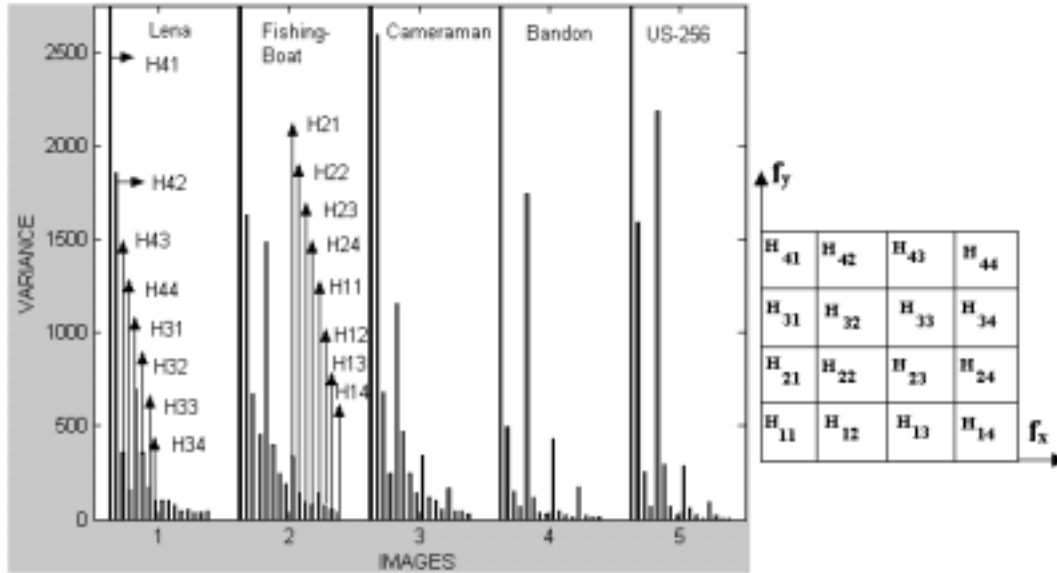 Lena
Fishing-
Boat
Cameraman
Bandon
US-256
2500
2000
1500
1000
500
0
VARIANCE
H41
H42
H43
H44
H31
H32
H33
H34
H21
H22
H23
H24
H11
H12
H13
H14
1 2 3 4 5
IMAGES
fy
H41 H42 H43 H44
H31 H32 H33 H34
H21 H22 H23 H24
H11 H12 H13 H14
fx